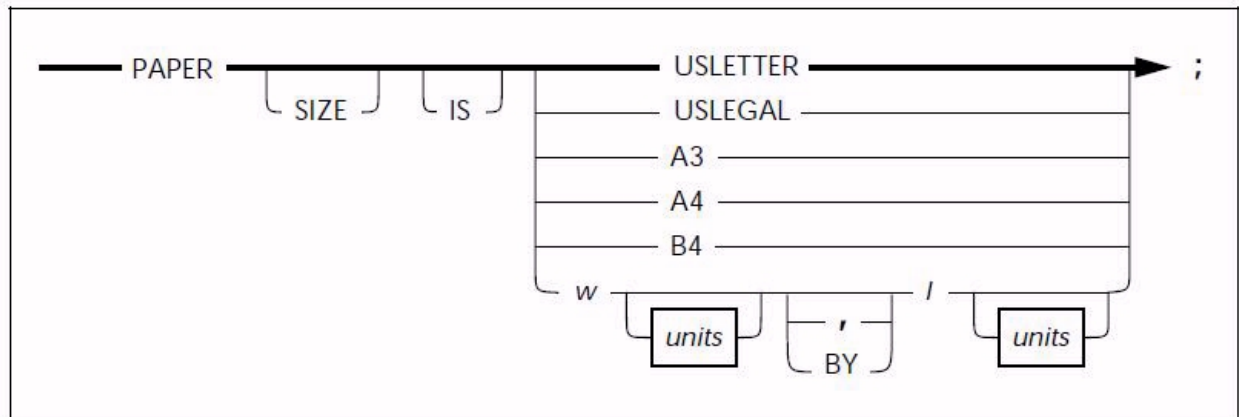 PAPER USLETTER ;
SIZE IS USLEGAL
A3
A4
B4
w l
units , units
BY